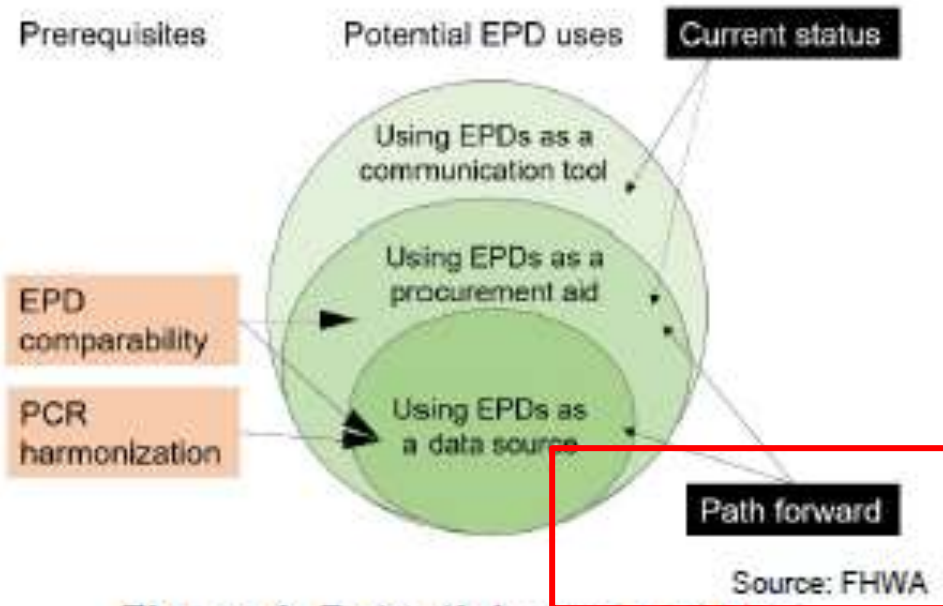 Prerequisites
Potential EPD uses
Current status
Using EPDs as a
communication tool
Using EPDs as a
procurement aid
EPD
comparability
PCR
harmonization
Using EPDs as
a data source
Path forward
Source: FHWA